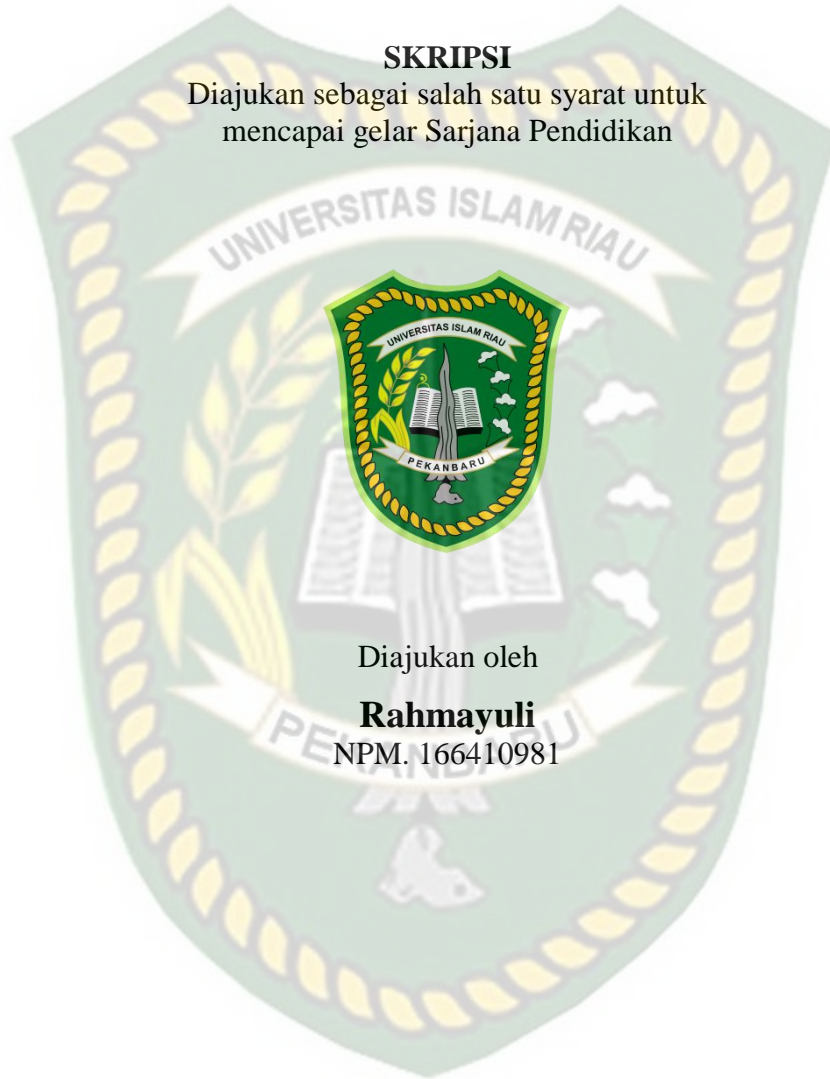 SKRIPSI
Diajukan sebagai salah satu syarat untuk
mencapai gelar Sarjana Pendidikan
UNIVERSITAS ISLAM RIAU
UNIVERSITAS ISLAM RIAU
PEKANBARU
Diajukan oleh
Rahmayuli
PEKANBARU
NPM. 166410981